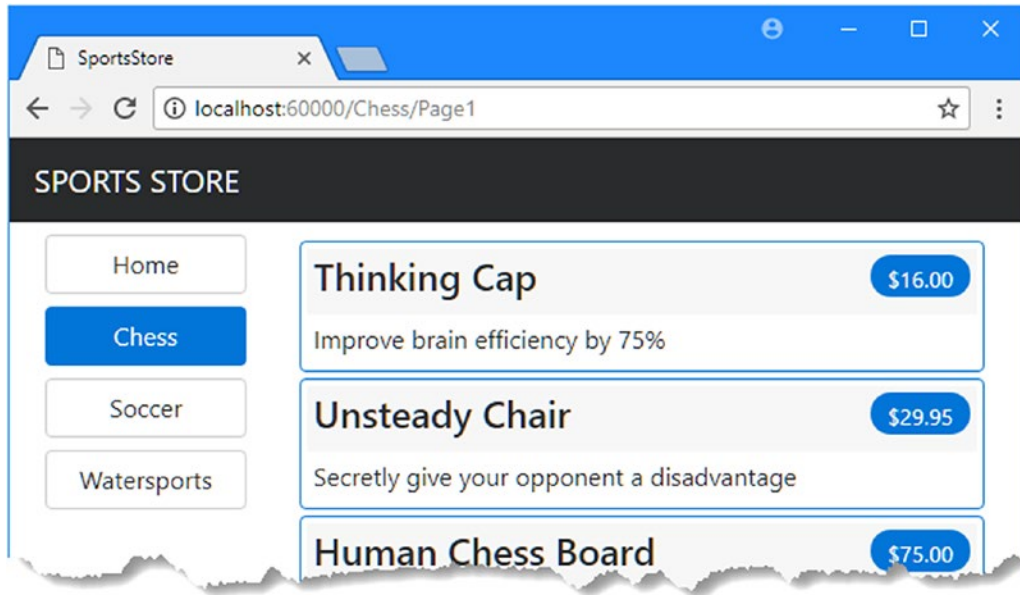 SportsStore
localhost:60000/Chess/Page1
SPORTS STORE
Home
Chess
Soccer
Watersports
Thinking Cap
$16.00
Improve brain efficiency by 75%
Unsteady Chair
$29.95
Secretly give your opponent a disadvantage
Human Chess Board
$75.00